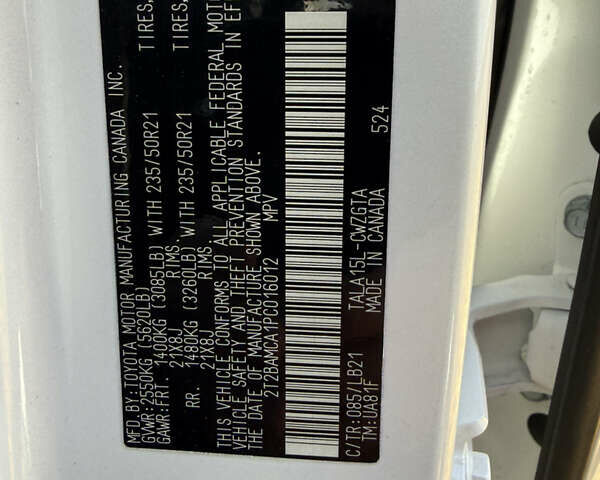 MFD. BY: TOYOTA MOTOR MANUFACTURING CANADA INC.
GVWR: 2550KG (5620LB)
GAWR: FRT. 1400KG (3085LB) WITH 235/50R21 TIRES,
21X8J RIMS.
RR. 1480KG (3260LB) WITH 235/50R21 TIRES,
21X8J RIMS.
THIS VEHICLE CONFORMS TO ALL APPLICABLE FEDERAL MOT
VEHICLE SAFETY AND THEFT PREVENTION STANDARDS IN EF
THE DATE OF MANUFACTURE SHOWN ABOVE.
2T2BAMCA1PC016012 MPV
C/TR: 085/LB21 TALA15L-CWZGTA 524
TM: UA81F MADE IN CANADA